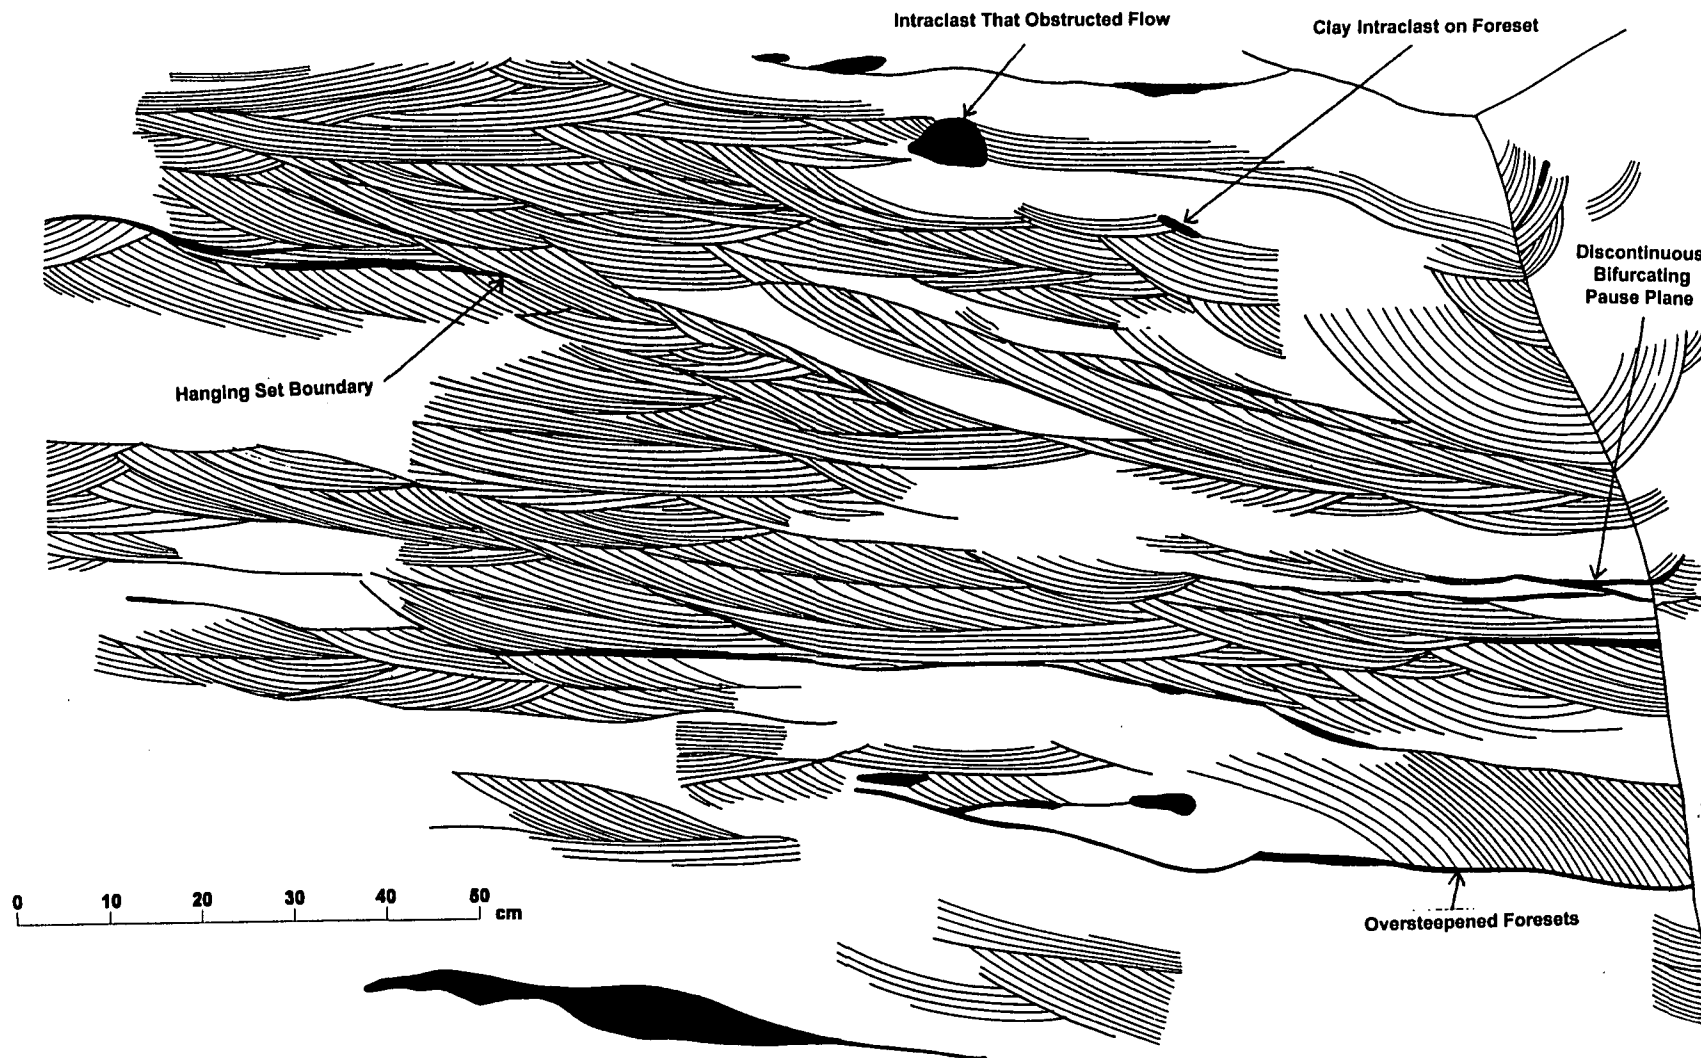 Intraclast That Obstructed Flow
Clay Intraclast on Foreset
Discontinuous
Bifurcating
Pause Plane
Hanging Set Boundary
0 10 20 30 40 50 cm
Oversteepened Foresets